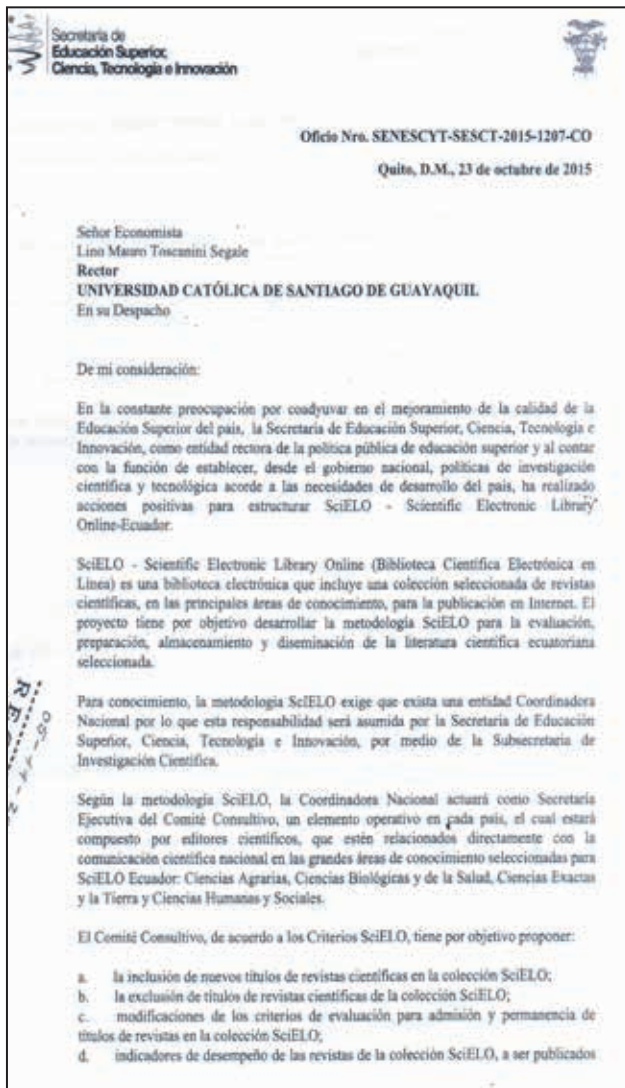 Secretaría de
Educación Superior,
Ciencia, Tecnología e Innovación
Oficio Nro. SENESCYT-SESCT-2015-1207-CO
Quito, D.M., 23 de octubre de 2015
Señor Economista
Lino Mauro Toscanini Segale
Rector
UNIVERSIDAD CATÓLICA DE SANTIAGO DE GUAYAQUIL
En su Despacho
De mi consideración:
En la constante preocupación por coadyuvar en el mejoramiento de la calidad de la
Educación Superior del país, la Secretaría de Educación Superior, Ciencia, Tecnología e
Innovación, como entidad rectora de la política pública de educación superior y al contar
con la función de establecer, desde el gobierno nacional, políticas de investigación
científica y tecnológica acorde a las necesidades de desarrollo del país, ha realizado
acciones positivas para estructurar SciELO - Scientific Electronic Library
Online-Ecuador.
SciELO - Scientific Electronic Library Online (Biblioteca Científica Electrónica en
Línea) es una biblioteca electrónica que incluye una colección seleccionada de revistas
científicas, en las principales áreas de conocimiento, para la publicación en Internet. El
proyecto tiene por objetivo desarrollar la metodología SciELO para la evaluación,
preparación, almacenamiento y diseminación de la literatura científica ecuatoriana
seleccionada.
Para conocimiento, la metodología SciELO exige que exista una entidad Coordinadora
Nacional por lo que esta responsabilidad será asumida por la Secretaría de Educación
Superior, Ciencia, Tecnología e Innovación, por medio de la Subsecretaría de
Investigación Científica.
Según la metodología SciELO, la Coordinadora Nacional actuará como Secretaría
Ejecutiva del Comité Consultivo, un elemento operativo en cada país, el cual estará
compuesto por editores científicos, que estén relacionados directamente con la
comunicación científica nacional en las grandes áreas de conocimiento seleccionadas para
SciELO Ecuador: Ciencias Agrarias, Ciencias Biológicas y de la Salud, Ciencias Exactas
y la Tierra y Ciencias Humanas y Sociales.
El Comité Consultivo, de acuerdo a los Criterios SciELO, tiene por objetivo proponer:
a. la inclusión de nuevos títulos de revistas científicas en la colección SciELO;
b. la exclusión de títulos de revistas científicas de la colección SciELO;
c. modificaciones de los criterios de evaluación para admisión y permanencia de
títulos de revistas en la colección SciELO;
d. indicadores de desempeño de las revistas de la colección SciELO, a ser publicados